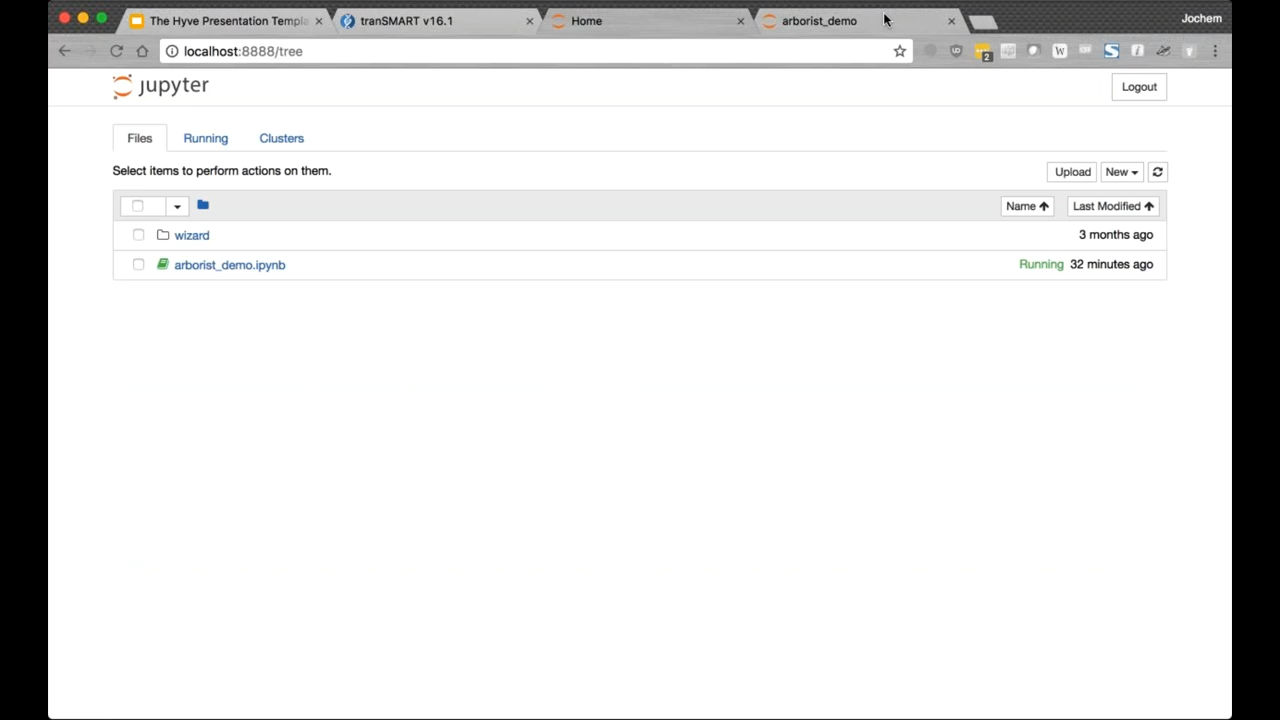 The Hyve Presentation Templa
tranSMART v16.1
Home
arborist_demo
Jochem
localhost:8888/tree
2
W
S
i
jupyter
Logout
Files
Running
Clusters
Select items to perform actions on them.
Upload
New
Name
Last Modified
wizard
3 months ago
arborist_demo.ipynb
Running
32 minutes ago